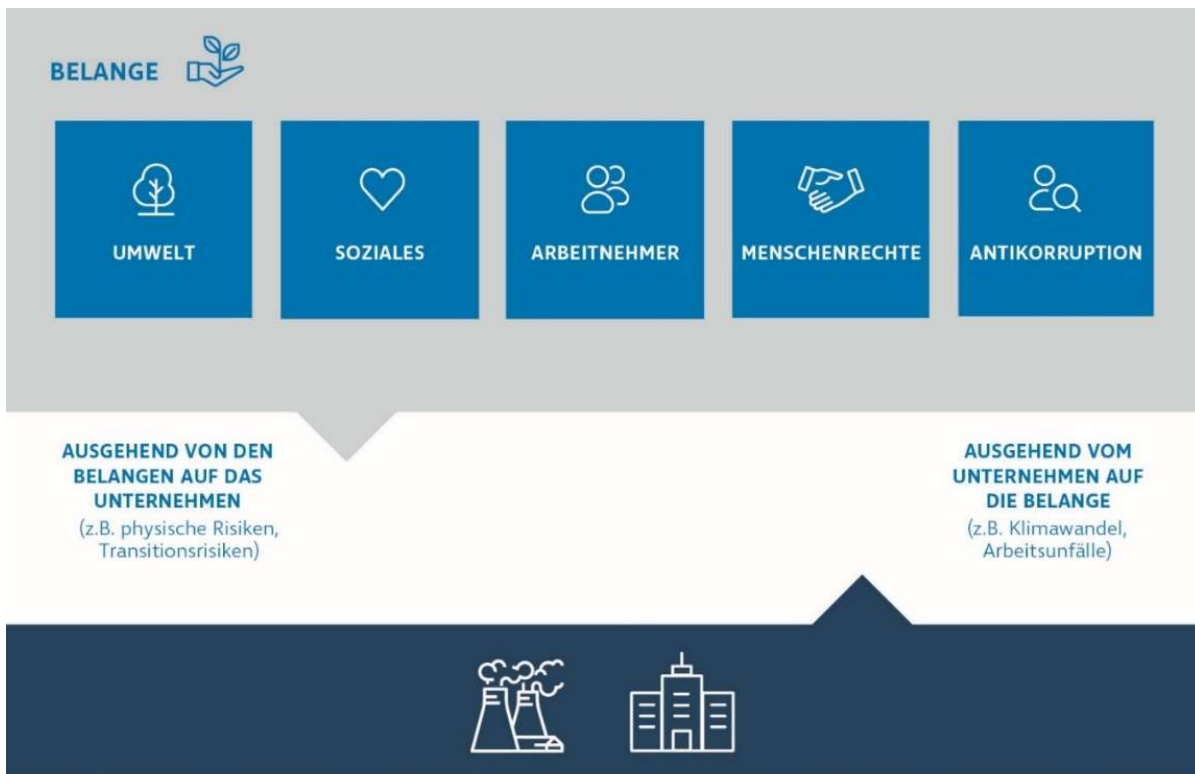 BELANGE
UMWELT
SOZIALES
ARBEITNEHMER
MENSCHENRECHTE
ANTIKORRUPTION
AUSGEHEND VON DEN
BELANGEN AUF DAS
UNTERNEHMEN
(z.B. physische Risiken,
Transitionsrisiken)
AUSGEHEND VOM
UNTERNEHMEN AUF
DIE BELANGE
(z.B. Klimawandel,
Arbeitsunfälle)